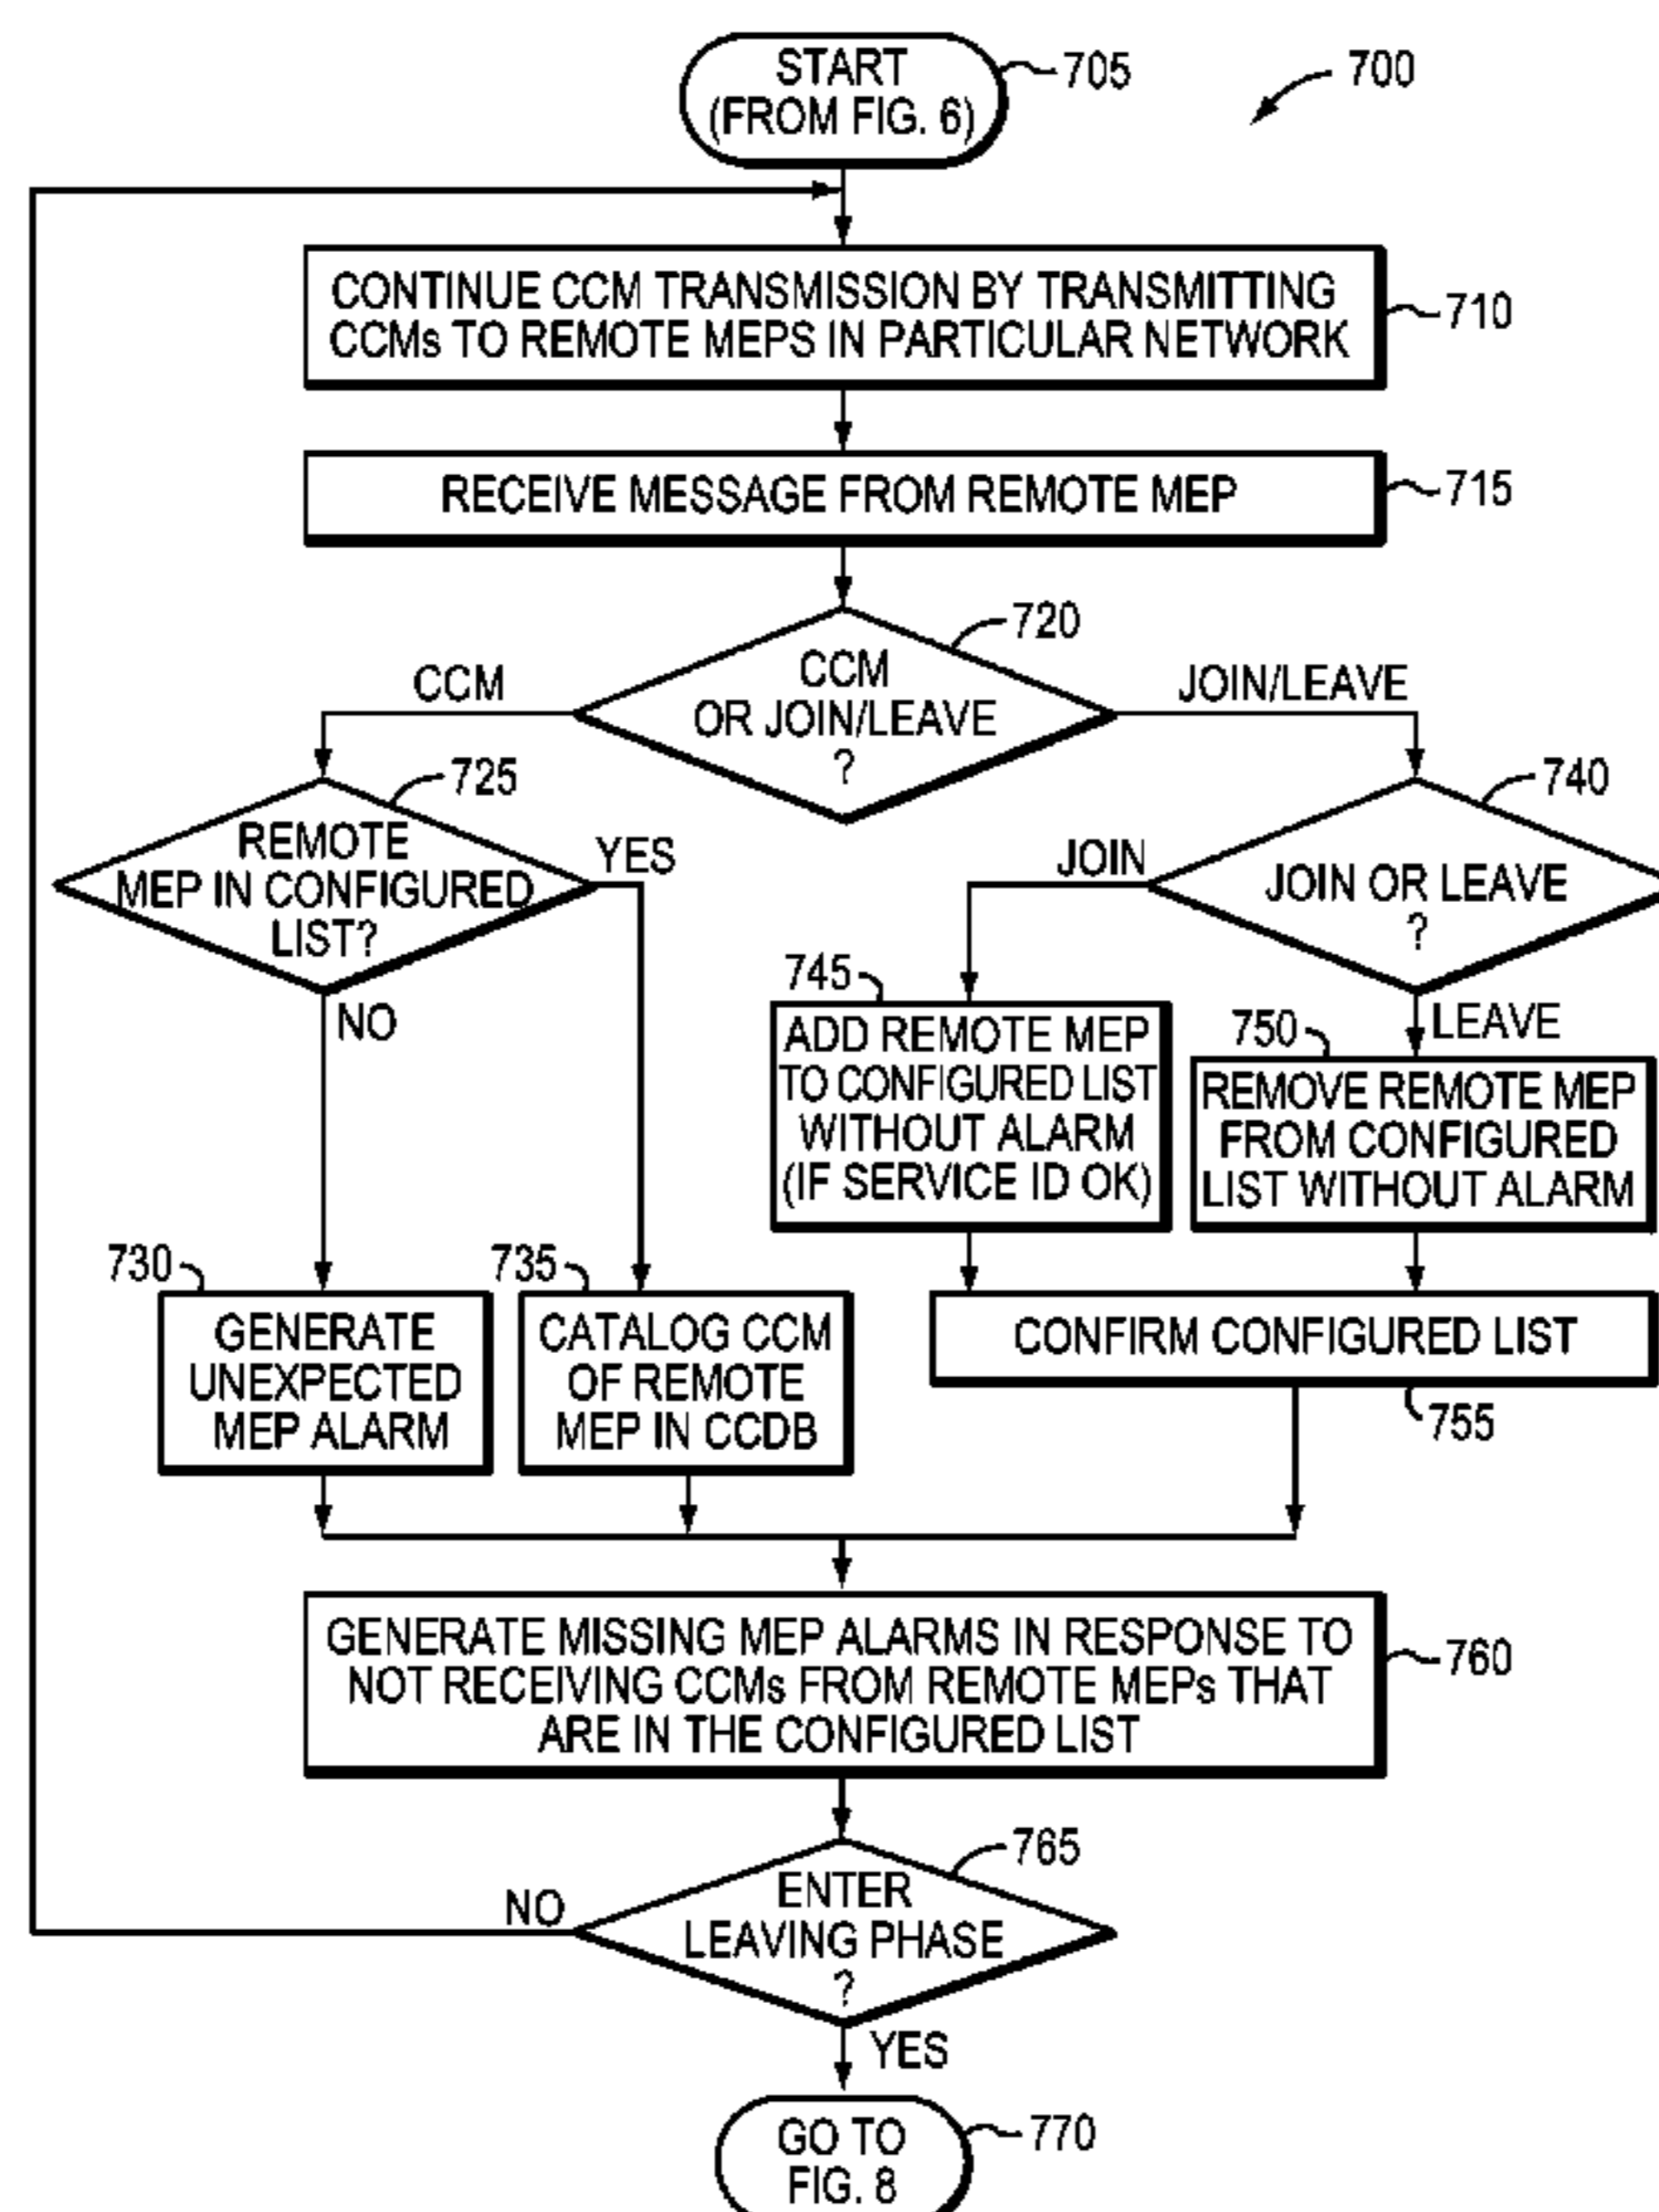 START
(FROM FIG. 6)
705
700
CONTINUE CCM TRANSMISSION BY TRANSMITTING
CCMs TO REMOTE MEPS IN PARTICULAR NETWORK
710
RECEIVE MESSAGE FROM REMOTE MEP
715
720
CCM
OR JOIN/LEAVE
?
CCM
JOIN/LEAVE
725
REMOTE
MEP IN CONFIGURED
LIST?
YES
NO
740
JOIN OR LEAVE
?
JOIN
LEAVE
745
ADD REMOTE MEP
TO CONFIGURED LIST
WITHOUT ALARM
(IF SERVICE ID OK)
750
REMOVE REMOTE MEP
FROM CONFIGURED
LIST WITHOUT ALARM
730
GENERATE
UNEXPECTED
MEP ALARM
735
CATALOG CCM
OF REMOTE
MEP IN CCDB
CONFIRM CONFIGURED LIST
755
GENERATE MISSING MEP ALARMS IN RESPONSE TO
NOT RECEIVING CCMs FROM REMOTE MEPs THAT
ARE IN THE CONFIGURED LIST
760
765
ENTER
LEAVING PHASE
?
NO
YES
GO TO
FIG. 8
770